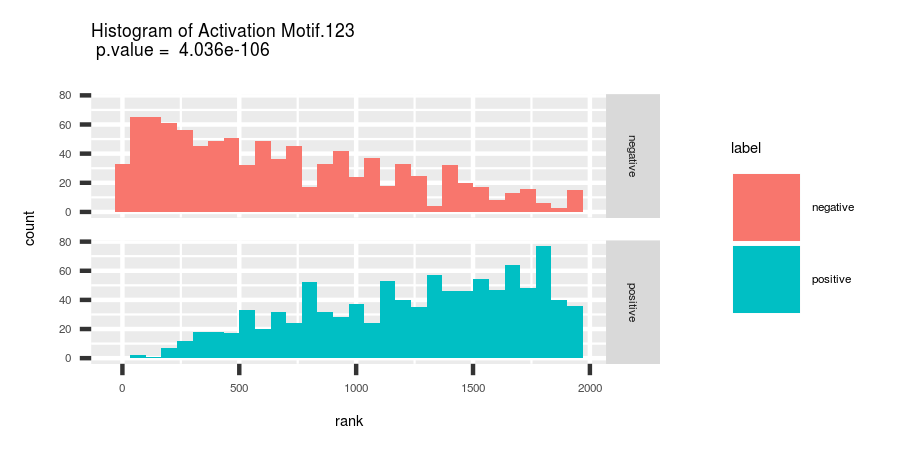 Histogram of Activation Motif.123
p.value = 4.036e-106
80
60
40
20
0
negative
80
60
40
20
0
positive
0
500
1000
1500
2000
rank
count
label
negative
positive